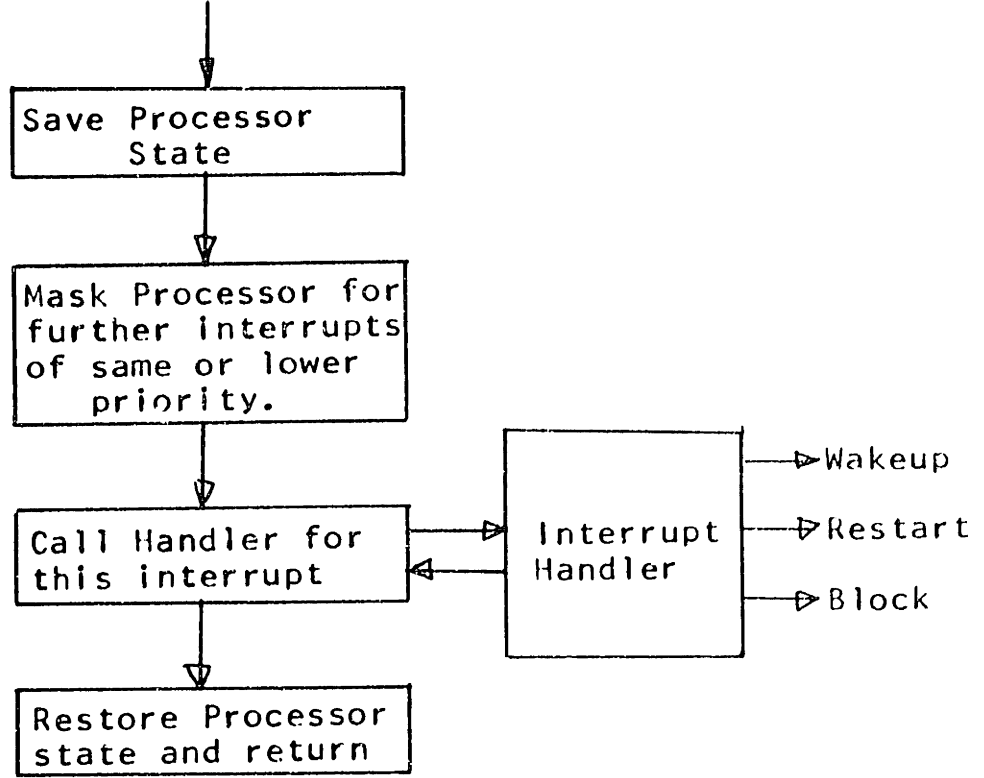 Save Processor
State
Mask Processor for
further interrupts
of same or lower
priority.
Call Handler for
this interrupt
Interrupt
Handler
Wakeup
Restart
Block
Restore Processor
state and return